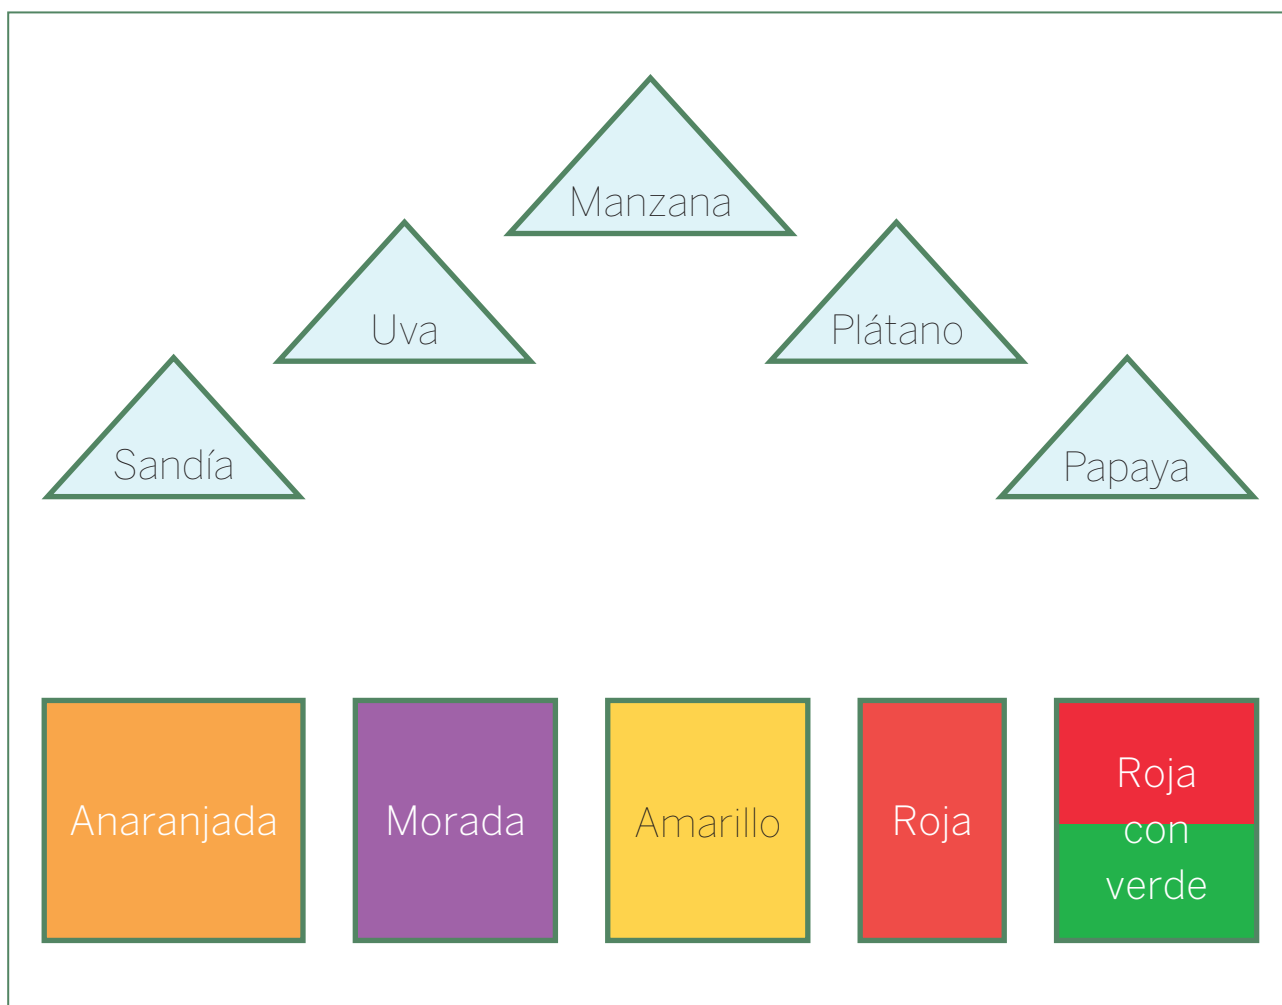 Manzana
Uva
Plátano
Sandía
Papaya
Anaranjada
Morada
Amarillo
Roja
Roja
con
verde